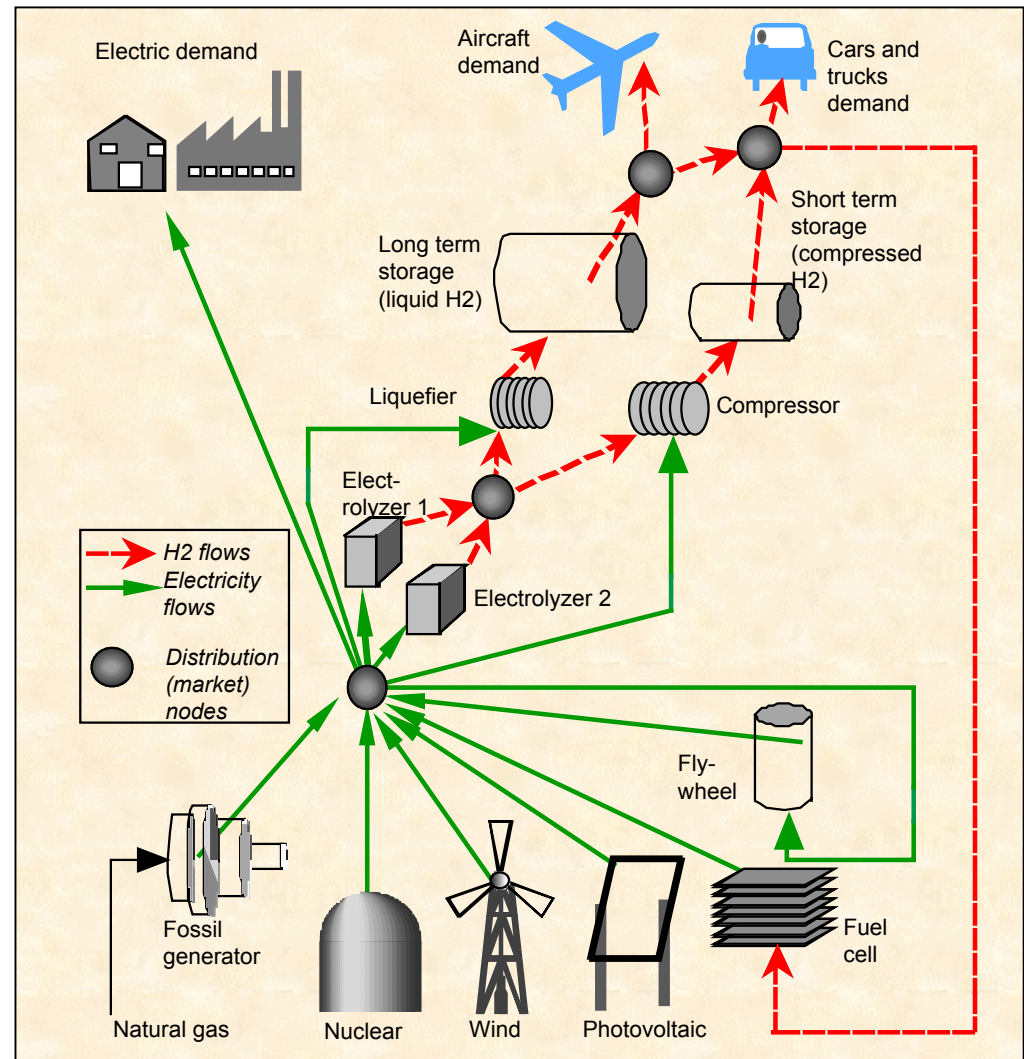 Electric demand
Aircraft
demand
Cars and
trucks
demand
Long term
storage
(liquid H2)
Short term
storage
(compressed
H2)
Liquefier
Compressor
Elect-
rolyzer 1
Electrolyzer 2
H2 flows
Electricity
flows
Distribution
(market)
nodes
Fly-
wheel
Fossil
generator
Fuel
cell
Natural gas
Nuclear
Wind
Photovoltaic